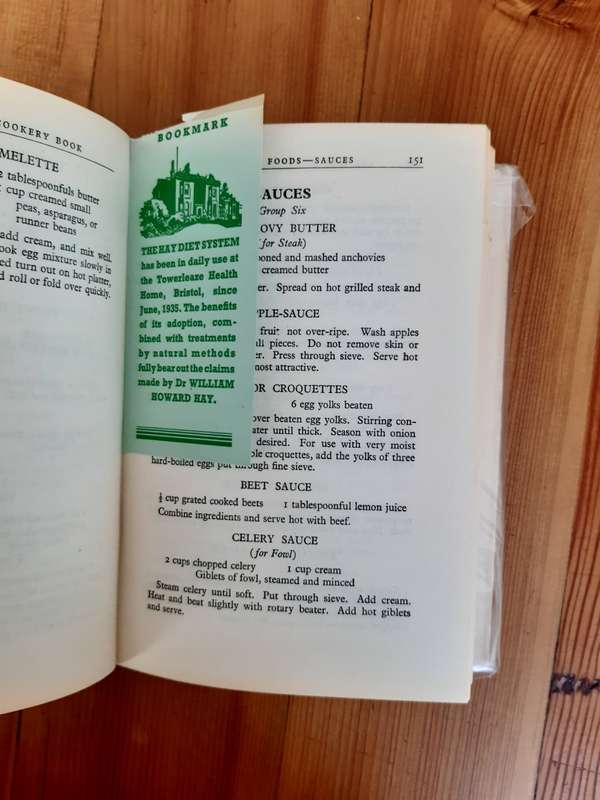 COOKERY BOOK
MELETTE
2 tablespoonfuls butter
cup creamed small
peas, asparagus, or
runner beans
add cream, and mix well.
ook egg mixture slowly in
ed turn out on hot platter,
d roll or fold over quickly.
BOOKMARK
THE HAY DIET SYSTEM
has been in daily use at
the Towerleaze Health
Home, Bristol, since
June, 1935. The benefits
of its adoption, com-
bined with treatments
by natural methods
fully bear out the claims
made by Dr WILLIAM
HOWARD HAY.
FOODS—SAUCES 151
AUCES
Group Six
OVY BUTTER
(for Steak)
poned and mashed anchovies
creamed butter
er. Spread on hot grilled steak and
PPLE-SAUCE
fruit not over-ripe. Wash apples
all pieces. Do not remove skin or
er. Press through sieve. Serve hot
most attractive.
OR CROQUETTES
6 egg yolks beaten
over beaten egg yolks. Stirring con-
ater until thick. Season with onion
desired. For use with very moist
ble croquettes, add the yolks of three
hard-boiled eggs put through fine sieve.
BEET SAUCE
½ cup grated cooked beets 1 tablespoonful lemon juice
Combine ingredients and serve hot with beef.
CELERY SAUCE
(for Fowl)
2 cups chopped celery 1 cup cream
Giblets of fowl, steamed and minced
Steam celery until soft. Put through sieve. Add cream.
Heat and beat slightly with rotary beater. Add hot giblets
and serve.